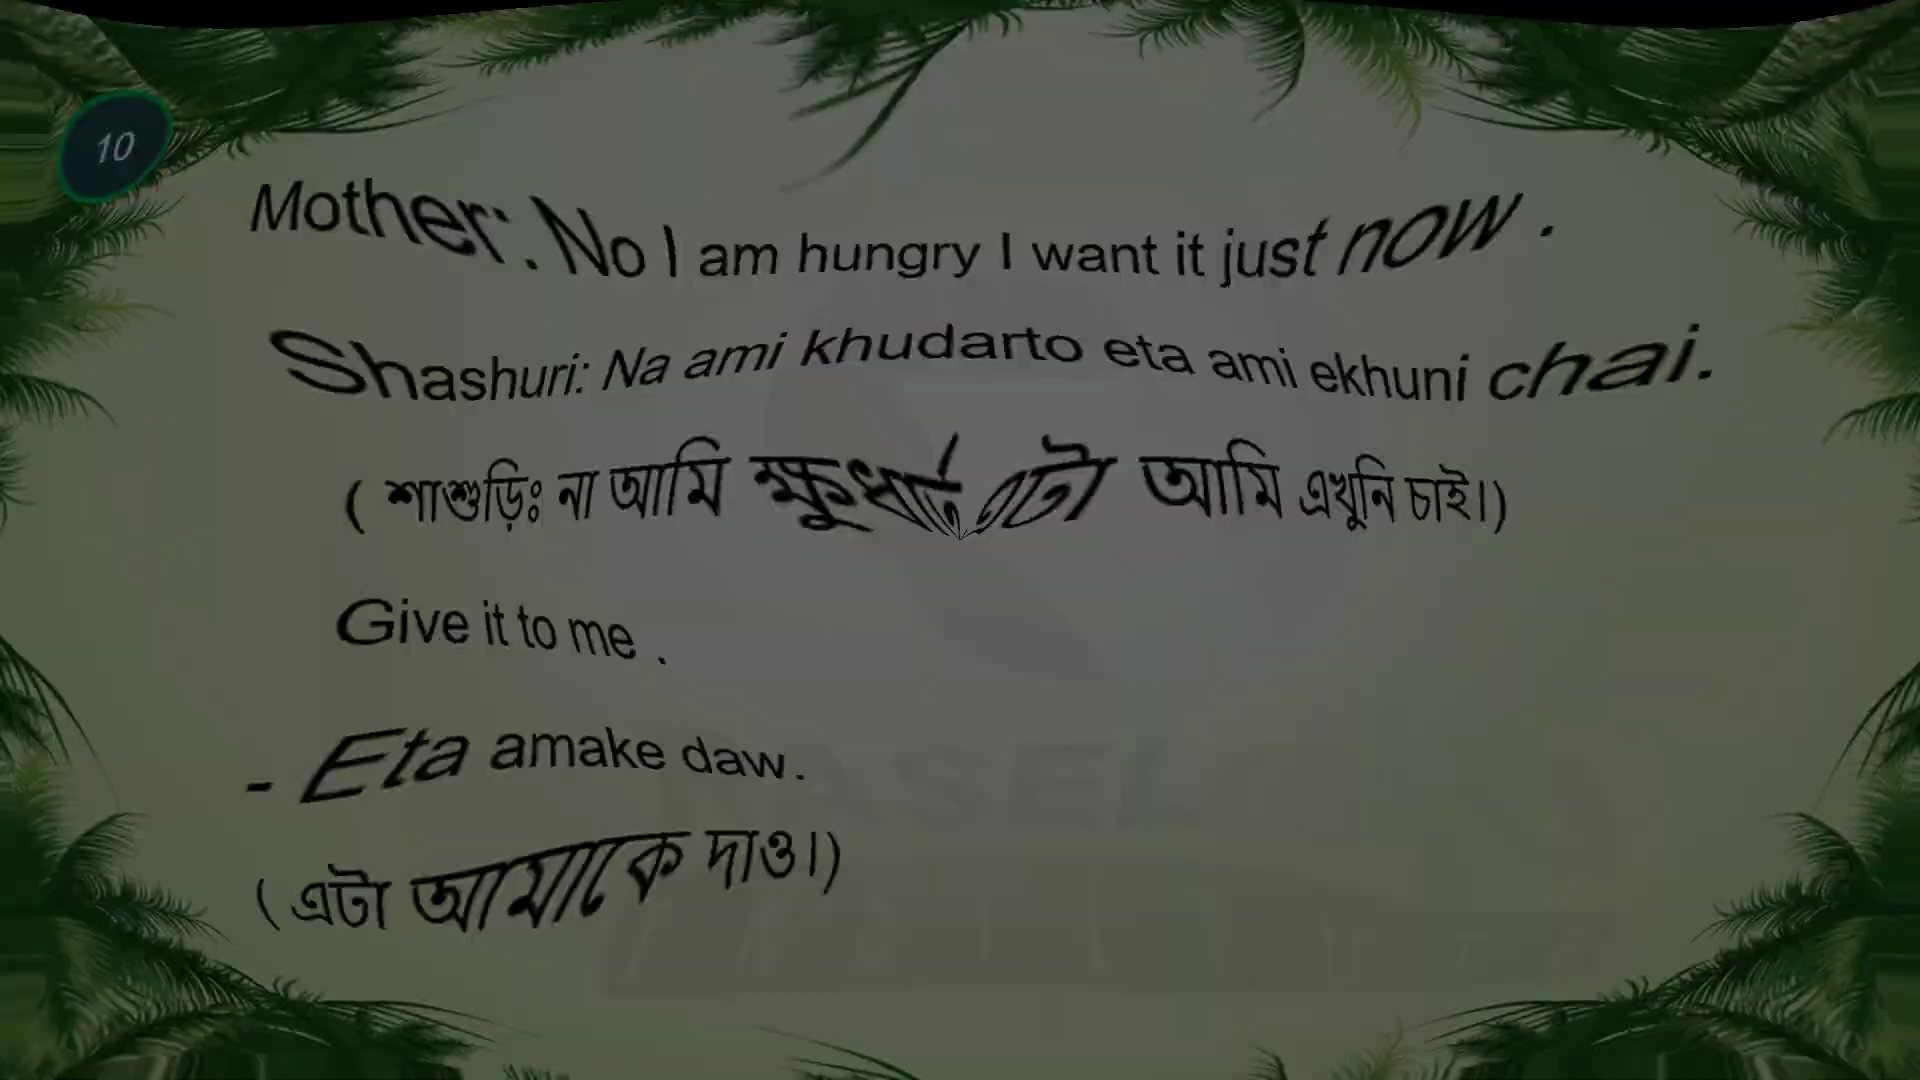 10
Mother: . No I am hungry I want it just now .
Shashuri: Na ami khudarto eta ami ekhuni chai.
( শাশুড়িঃ না আমি ক্ষুধার্ত এটা আমি এখুনি চাই।)
Give it to me .
- Eta amake daw.
(এটা আমাকে দাও।)